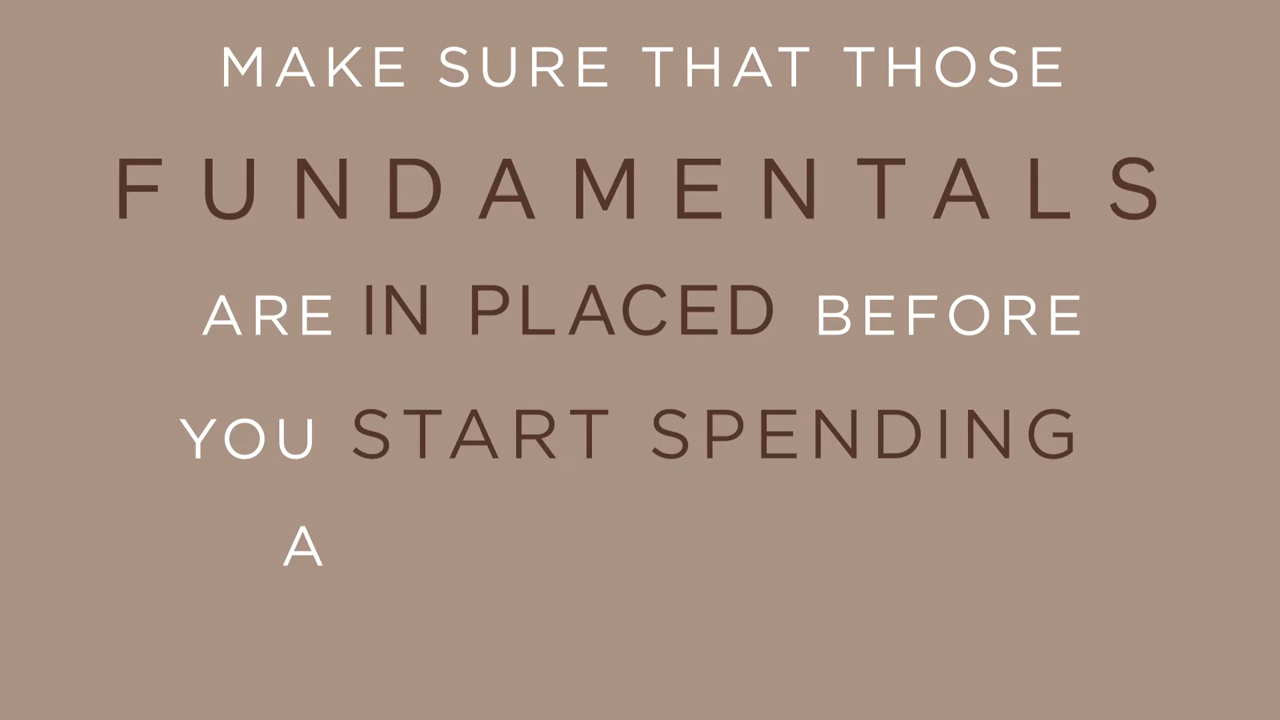 MAKE SURE THAT THOSE
FUNDAMENTALS
ARE IN PLACED BEFORE
YOU START SPENDING
A